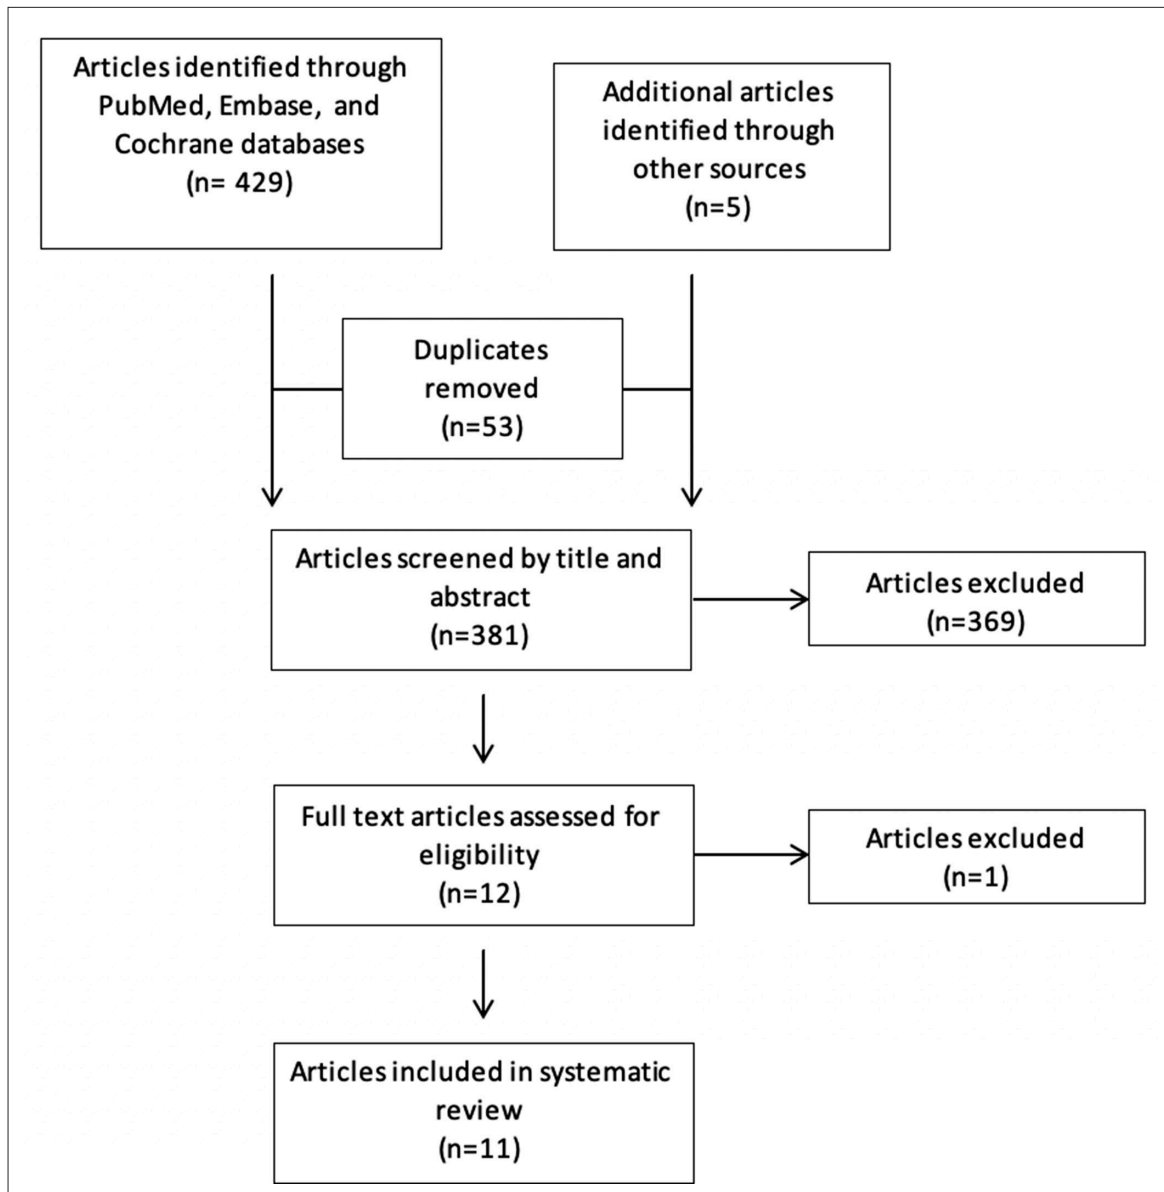 Articles identified through
PubMed, Embase, and
Cochrane databases
(n= 429)
Additional articles
identified through
other sources
(n=5)
Duplicates
removed
(n=53)
Articles screened by title and
abstract
(n=381)
Articles excluded
(n=369)
Full text articles assessed for
eligibility
(n=12)
Articles excluded
(n=1)
Articles included in systematic
review
(n=11)